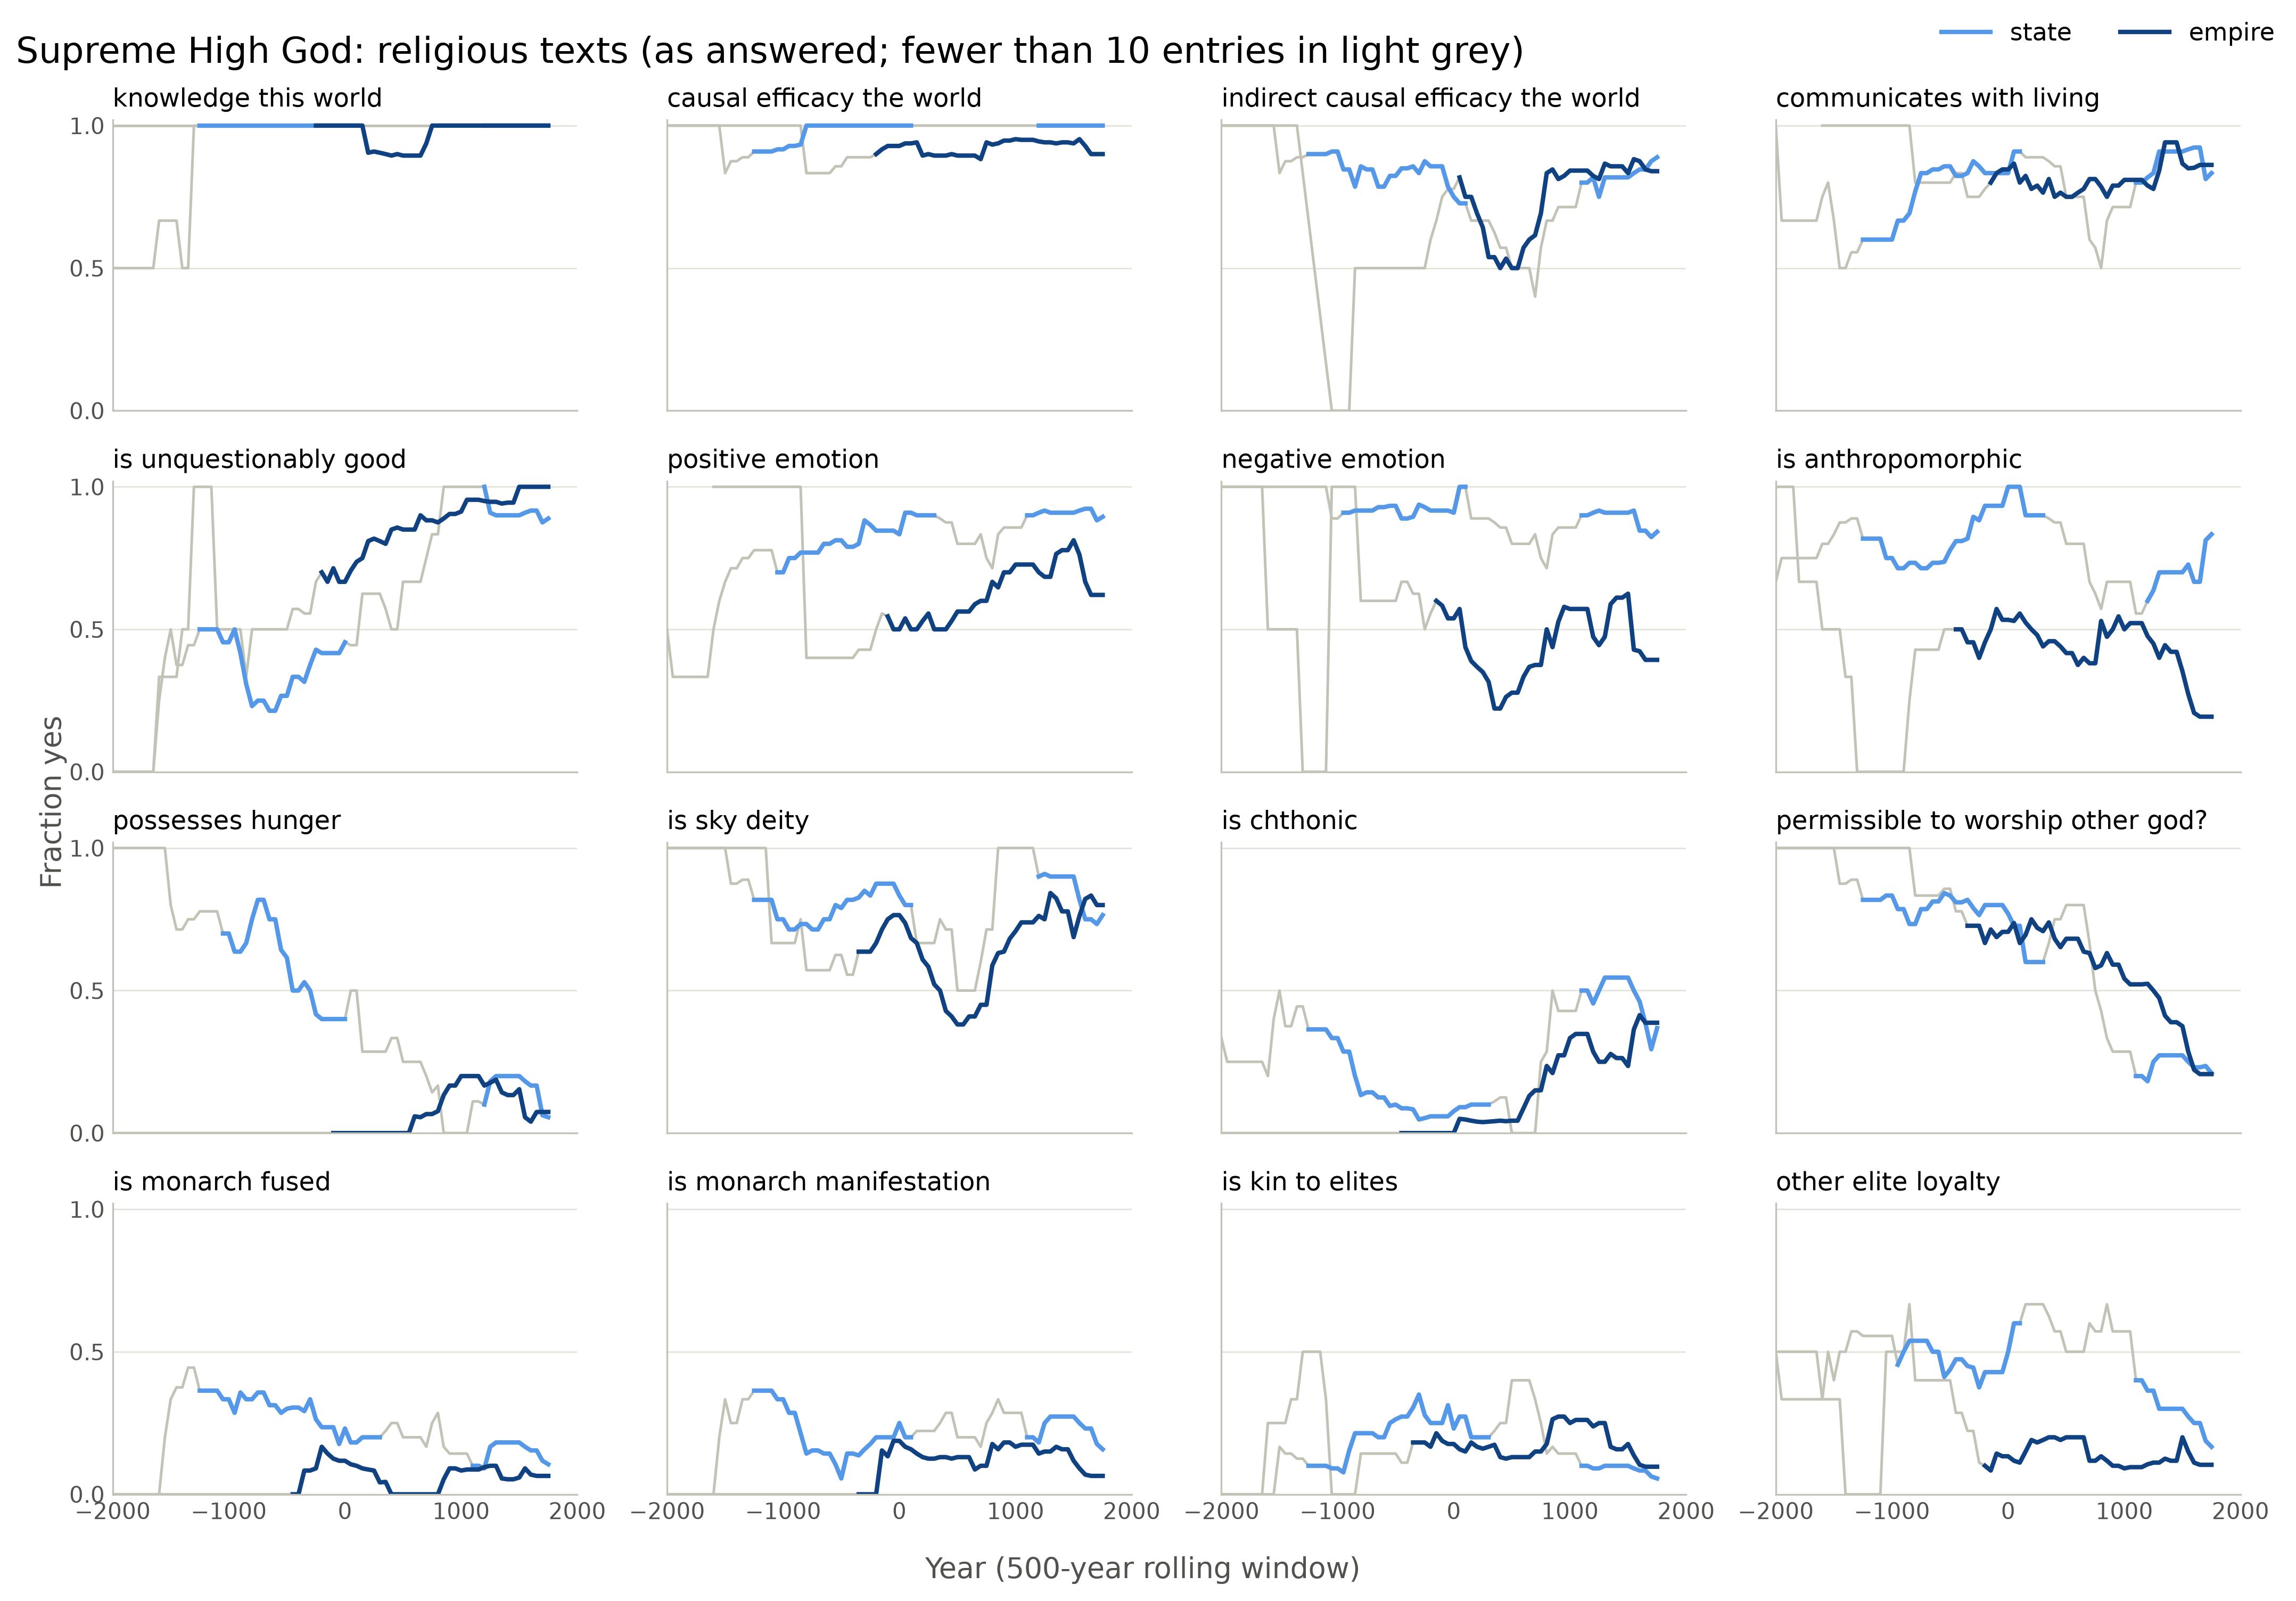 Supreme High God: religious texts (as answered; fewer than 10 entries in light grey)
state empire
knowledge this world
causal efficacy the world
indirect causal efficacy the world
communicates with living
1.0
0.5
0.0
is unquestionably good
positive emotion
negative emotion
is anthropomorphic
1.0
0.5
0.0
possesses hunger
is sky deity
is chthonic
permissible to worship other god?
1.0
0.5
0.0
is monarch fused
is monarch manifestation
is kin to elites
other elite loyalty
1.0
0.5
0.0
−2000 −1000 0 1000 2000
−2000 −1000 0 1000 2000
−2000 −1000 0 1000 2000
−2000 −1000 0 1000 2000
Fraction yes
Year (500-year rolling window)